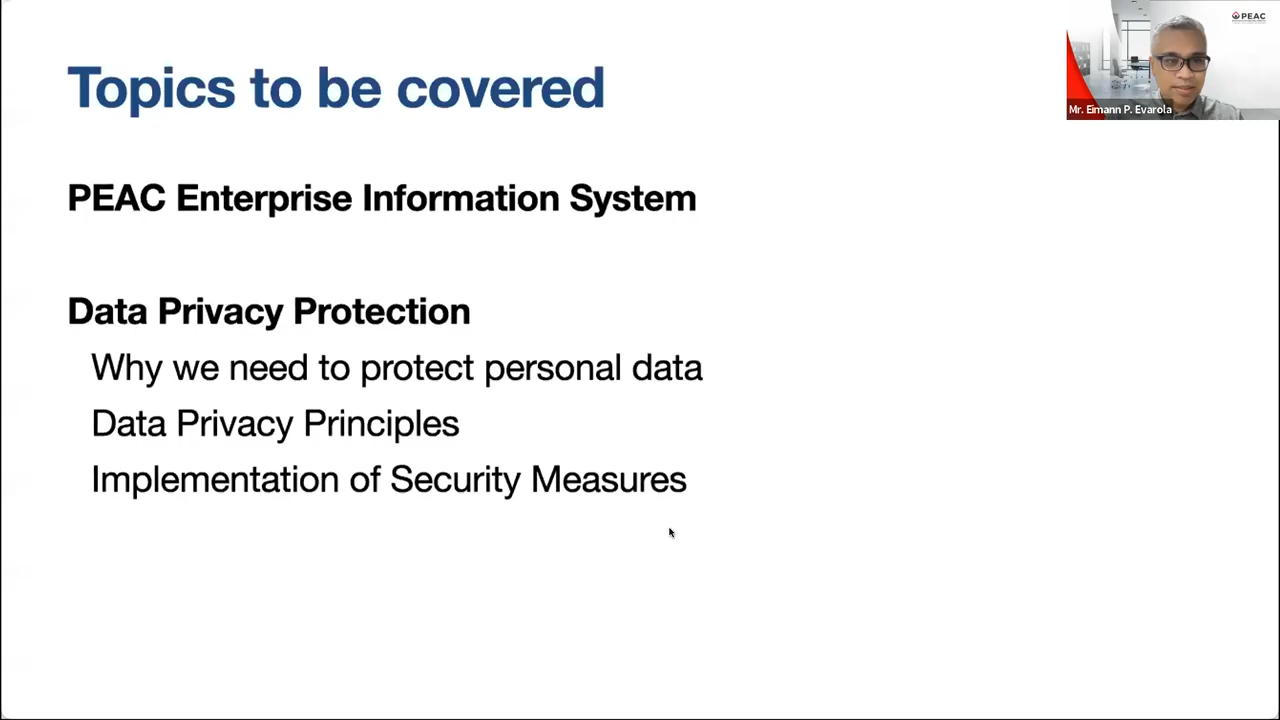 Topics to be covered
PEAC
Mr. Eimann P. Evarola
PEAC Enterprise Information System
Data Privacy Protection
Why we need to protect personal data
Data Privacy Principles
Implementation of Security Measures